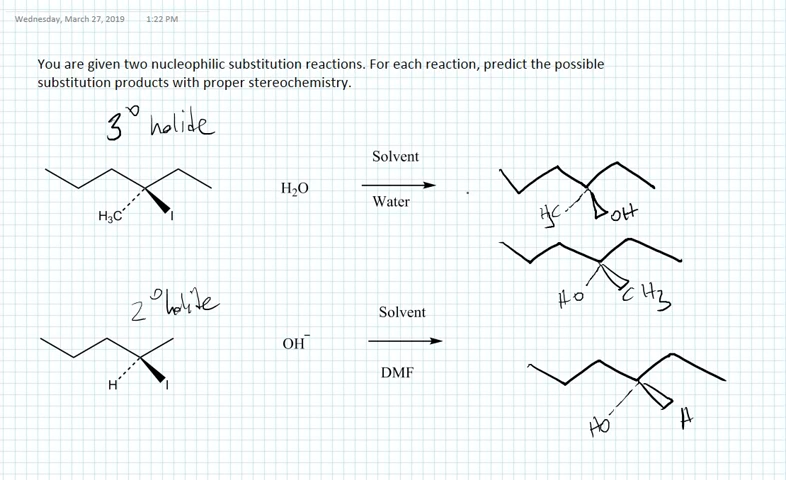 Wednesday, March 27, 2019 1:22 PM
You are given two nucleophilic substitution reactions. For each reaction, predict the possible
substitution products with proper stereochemistry.
3° halide
Solvent
H₂O
Water
H₃C I
H₃C OH
HO CH₃
2° halide
Solvent
OH⁻
DMF
H I
HO H